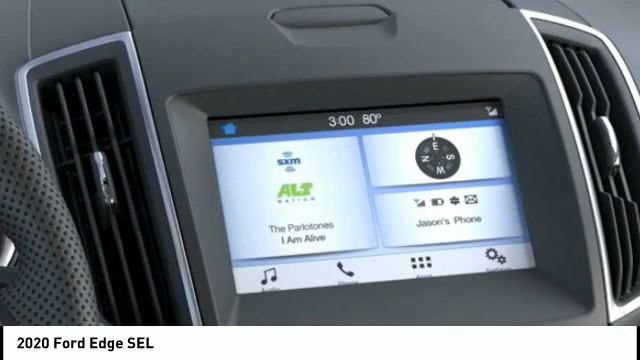 3:00 80°
sxm
ALT
NATION
The Parlotones
I Am Alive
E
N S
W
Jason's Phone
2020 Ford Edge SEL